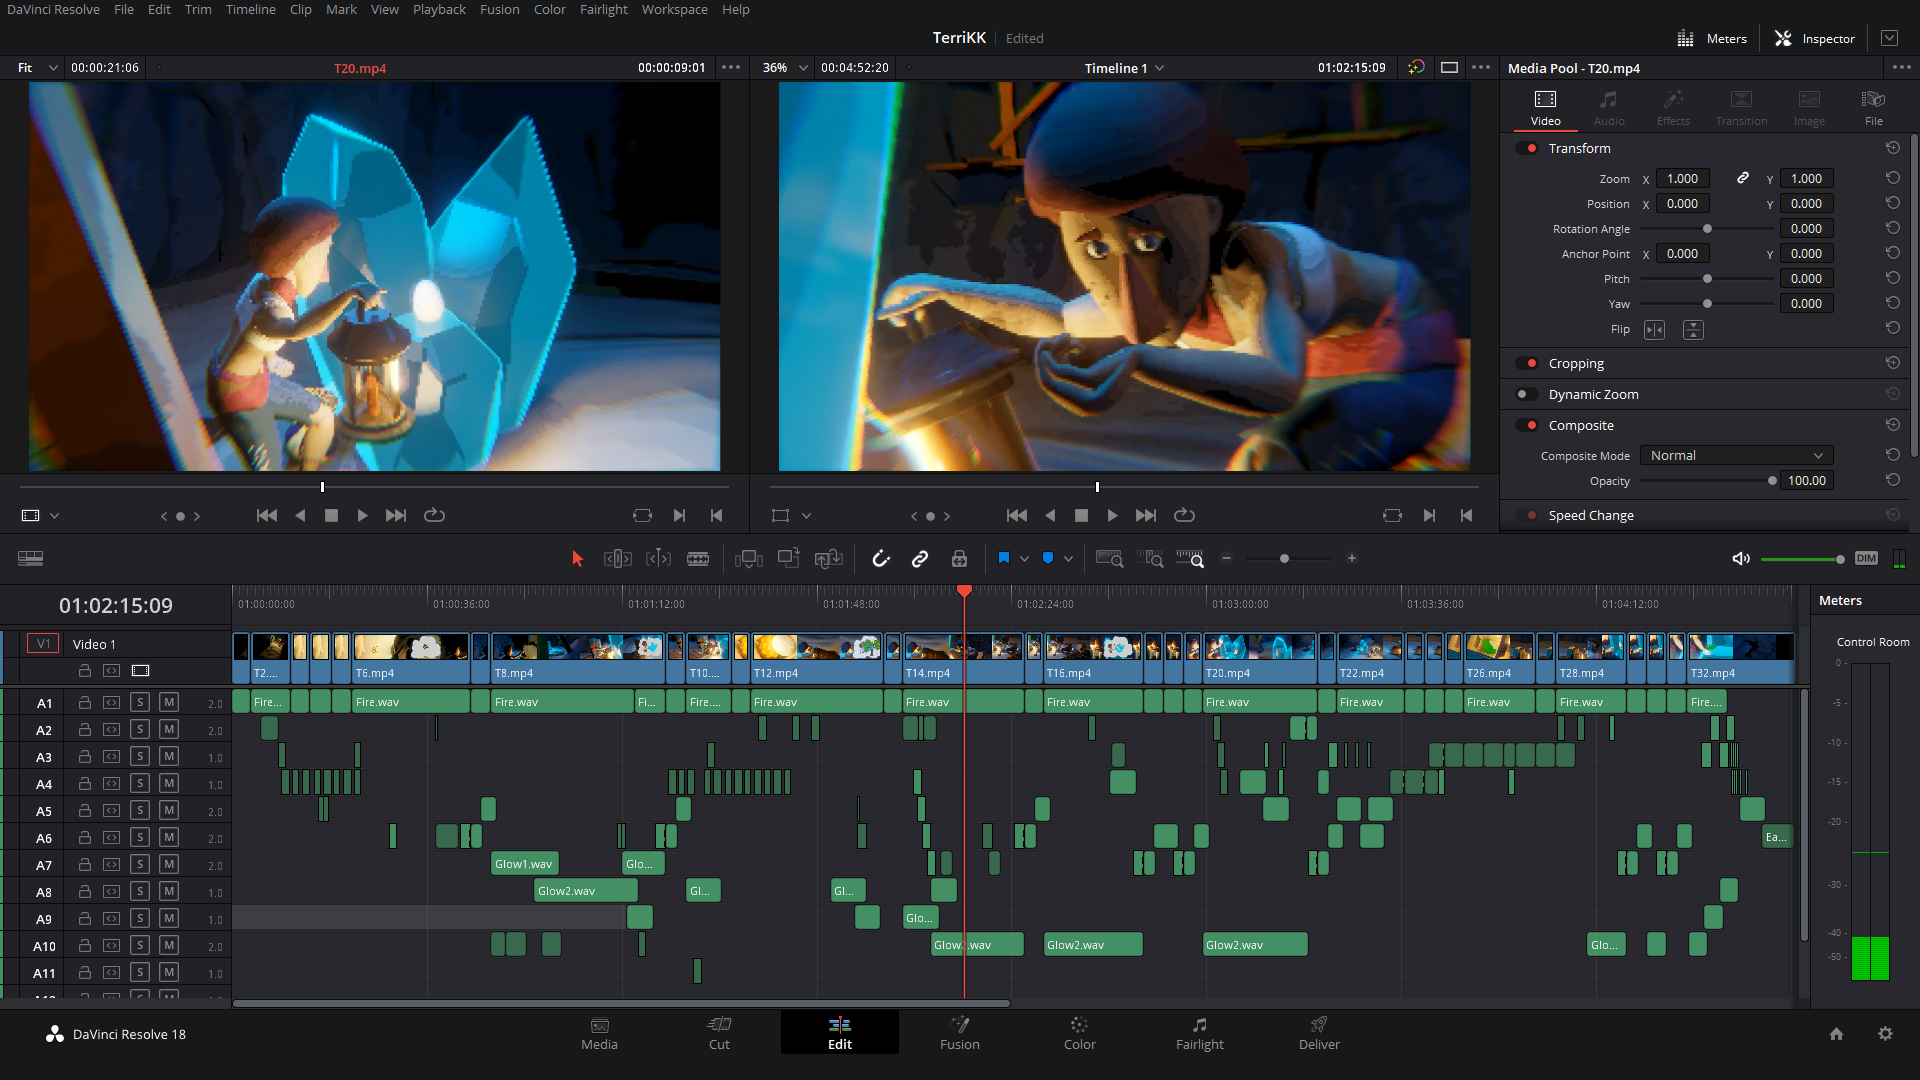 DaVinci Resolve File Edit Trim Timeline Clip Mark View Playback Fusion Color Fairlight Workspace Help
TerriKK Edited
Meters Inspector
Fit 00:00:21:06 T20.mp4 00:00:09:01
36% 00:04:52:20 Timeline 1 01:02:15:09
Media Pool - T20.mp4
Video Audio Effects Transition Image File
Transform
Zoom X 1.000 Y 1.000
Position X 0.000 Y 0.000
Rotation Angle 0.000
Anchor Point X 0.000 Y 0.000
Pitch 0.000
Yaw 0.000
Flip
Cropping
Dynamic Zoom
Composite
Composite Mode Normal
Opacity 100.00
Speed Change
DIM
01:02:15:09
01:00:00:00 01:00:36:00 01:01:12:00 01:01:48:00 01:02:24:00 01:03:00:00 01:03:36:00 01:04:12:00
V1 Video 1
T2.... T6.mp4 T8.mp4 T10.... T12.mp4 T14.mp4 T16.mp4 T20.mp4 T22.mp4 T26.mp4 T28.mp4 T32.mp4
A1 S M 2.0 Fire... Fire.wav Fire.wav Fi... Fire.... Fire.wav Fire.wav Fire.wav Fire.wav Fire.wav Fire.wav Fire.wav Fire....
A2 S M 2.0
A3 S M 1.0
A4 S M 1.0
A5 S M 2.0
A6 S M 2.0 Ea...
A7 S M 2.0 Glow1.wav Glo...
A8 S M 1.0 Glow2.wav Gl... Gl...
A9 S M 1.0 Glo...
A10 S M 2.0 Glow2.wav Glow2.wav Glow2.wav Glo...
A11 S M 1.0
Meters
Control Room
0 -
-5 -
-10 -
-15 -
-20 -
-30 -
-40 -
-50 -
DaVinci Resolve 18
Media Cut Edit Fusion Color Fairlight Deliver